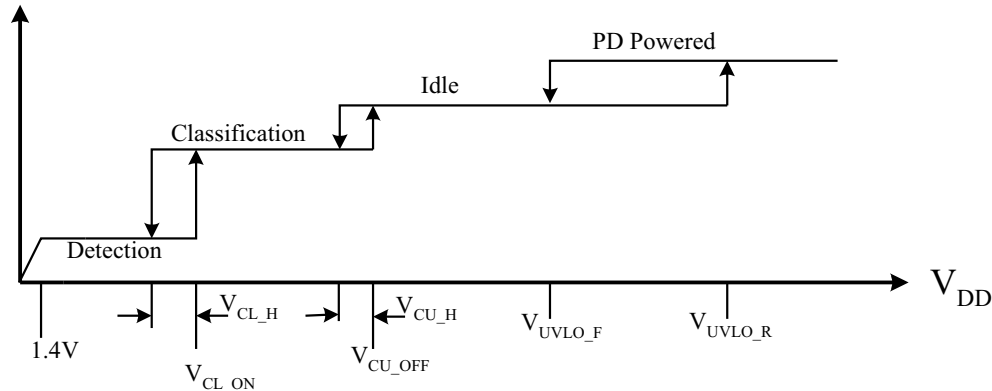 PD Powered
Idle
Classification
Detection
V_DD
V_CL_H
V_CU_H
V_UVLO_F
V_UVLO_R
1.4V
V_CU_OFF
V_CL_ON